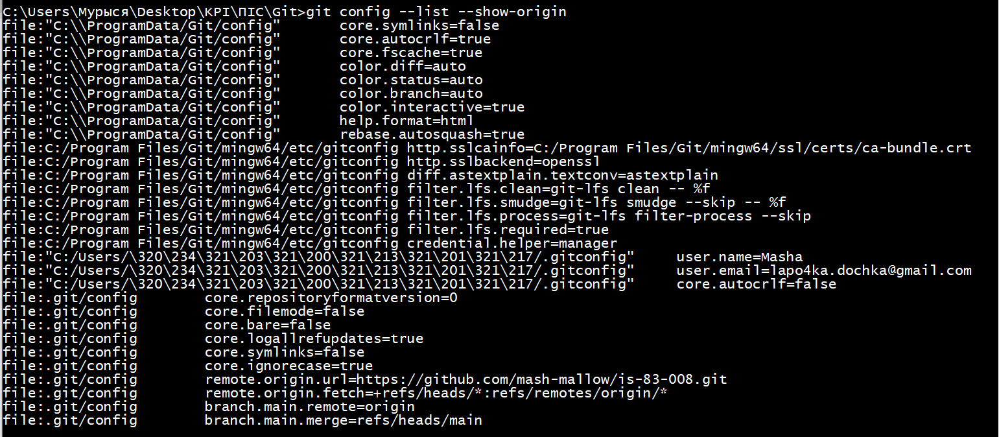 C:\Users\Мурыся\Desktop\KPI\ПІС\Git>git config --list --show-origin
file:"C:\\ProgramData/Git/config"       core.symlinks=false
file:"C:\\ProgramData/Git/config"       core.autocrlf=true
file:"C:\\ProgramData/Git/config"       core.fscache=true
file:"C:\\ProgramData/Git/config"       color.diff=auto
file:"C:\\ProgramData/Git/config"       color.status=auto
file:"C:\\ProgramData/Git/config"       color.branch=auto
file:"C:\\ProgramData/Git/config"       color.interactive=true
file:"C:\\ProgramData/Git/config"       help.format=html
file:"C:\\ProgramData/Git/config"       rebase.autosquash=true
file:C:/Program Files/Git/mingw64/etc/gitconfig http.sslcainfo=C:/Program Files/Git/mingw64/ssl/certs/ca-bundle.crt
file:C:/Program Files/Git/mingw64/etc/gitconfig http.sslbackend=openssl
file:C:/Program Files/Git/mingw64/etc/gitconfig diff.astextplain.textconv=astextplain
file:C:/Program Files/Git/mingw64/etc/gitconfig filter.lfs.clean=git-lfs clean -- %f
file:C:/Program Files/Git/mingw64/etc/gitconfig filter.lfs.smudge=git-lfs smudge --skip -- %f
file:C:/Program Files/Git/mingw64/etc/gitconfig filter.lfs.process=git-lfs filter-process --skip
file:C:/Program Files/Git/mingw64/etc/gitconfig filter.lfs.required=true
file:C:/Program Files/Git/mingw64/etc/gitconfig credential.helper=manager
file:"C:/Users/\320\234\321\203\321\200\321\213\321\201\321\217/.gitconfig"     user.name=Masha
file:"C:/Users/\320\234\321\203\321\200\321\213\321\201\321\217/.gitconfig"     user.email=lapo4ka.dochka@gmail.com
file:"C:/Users/\320\234\321\203\321\200\321\213\321\201\321\217/.gitconfig"     core.autocrlf=false
file:.git/config        core.repositoryformatversion=0
file:.git/config        core.filemode=false
file:.git/config        core.bare=false
file:.git/config        core.logallrefupdates=true
file:.git/config        core.symlinks=false
file:.git/config        core.ignorecase=true
file:.git/config        remote.origin.url=https://github.com/mash-mallow/is-83-008.git
file:.git/config        remote.origin.fetch=+refs/heads/*:refs/remotes/origin/*
file:.git/config        branch.main.remote=origin
file:.git/config        branch.main.merge=refs/heads/main